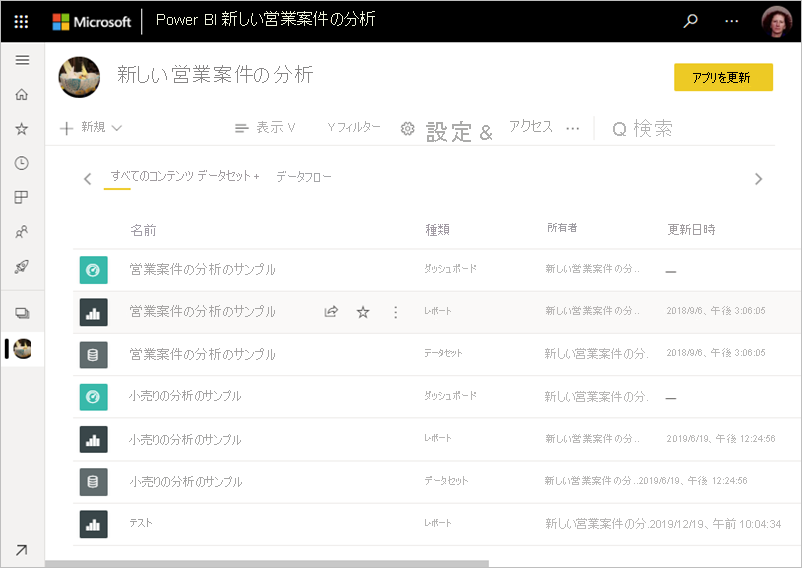 Microsoft Power BI 新しい営業案件の分析
新しい営業案件の分析 アプリを更新
新規 表示 V Y フィルター 設定 & アクセス ... Q 検索
すべてのコンテンツ データセット + データフロー
名前 種類 所有者 更新日時
営業案件の分析のサンプル ダッシュボード 新しい営業案件の分.. —
営業案件の分析のサンプル レポート 新しい営業案件の分.. 2018/9/6、午後 3:06:05
営業案件の分析のサンプル データセット 新しい営業案件の分. 2018/9/6、午後 3:06:05
小売りの分析のサンプル ダッシュボード 新しい営業案件の分. —
小売りの分析のサンプル レポート 新しい営業案件の分.. 2019/6/19、午後 12:24:56
小売りの分析のサンプル データセット 新しい営業案件の分..2019/6/19、午後 12:24:56
テスト レポート 新しい営業案件の分.2019/12/19、午前 10:04:34